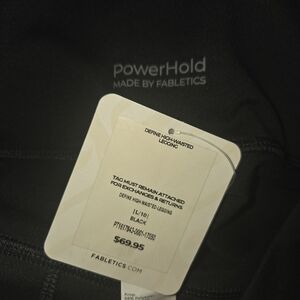 PowerHold
MADE BY FABLETICS
DEFINE HIGH-WAISTED
LEGGING
TAG MUST REMAIN ATTACHED
FOR EXCHANGES & RETURNS
DEFINE HIGH-WAISTED LEGGING
(L/10)
BLACK
$69.95
FABLETICS.COM